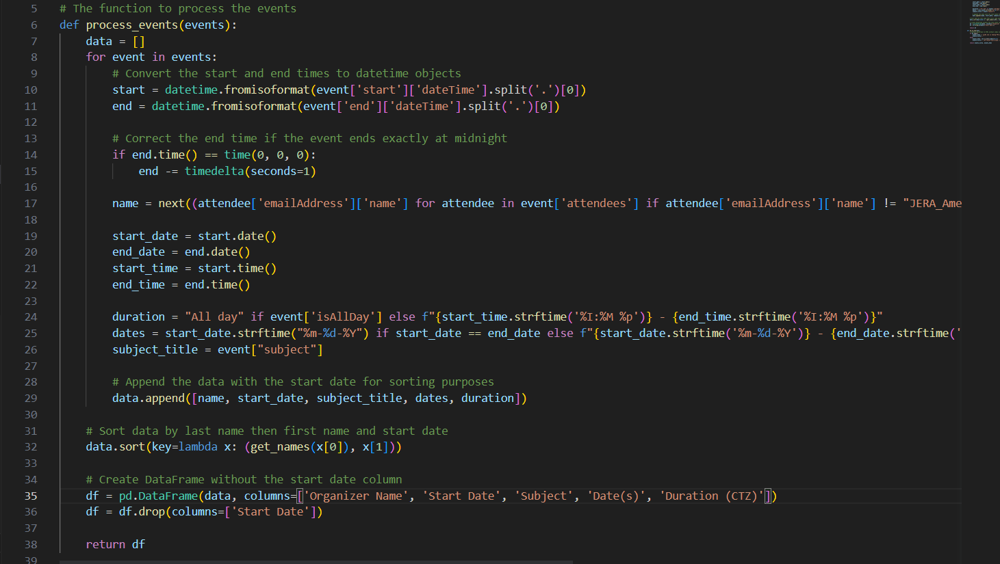 5 # The function to process the events
6 def process_events(events):
7 data = []
8 for event in events:
9 # Convert the start and end times to datetime objects
10 start = datetime.fromisoformat(event['start']['dateTime'].split('.')[0])
11 end = datetime.fromisoformat(event['end']['dateTime'].split('.')[0])
12
13 # Correct the end time if the event ends exactly at midnight
14 if end.time() == time(0, 0, 0):
15 end -= timedelta(seconds=1)
16
17 name = next((attendee['emailAddress']['name'] for attendee in event['attendees'] if attendee['emailAddress']['name'] != "JERA_Ame
18
19 start_date = start.date()
20 end_date = end.date()
21 start_time = start.time()
22 end_time = end.time()
23
24 duration = "All day" if event['isAllDay'] else f"{start_time.strftime('%I:%M %p')} - {end_time.strftime('%I:%M %p')}"
25 dates = start_date.strftime("%m-%d-%Y") if start_date == end_date else f"{start_date.strftime('%m-%d-%Y')} - {end_date.strftime('
26 subject_title = event["subject"]
27
28 # Append the data with the start date for sorting purposes
29 data.append([name, start_date, subject_title, dates, duration])
30
31 # Sort data by last name then first name and start date
32 data.sort(key=lambda x: (get_names(x[0]), x[1]))
33
34 # Create DataFrame without the start date column
35 df = pd.DataFrame(data, columns=['Organizer Name', 'Start Date', 'Subject', 'Date(s)', 'Duration (CTZ)'])
36 df = df.drop(columns=['Start Date'])
37
38 return df
39